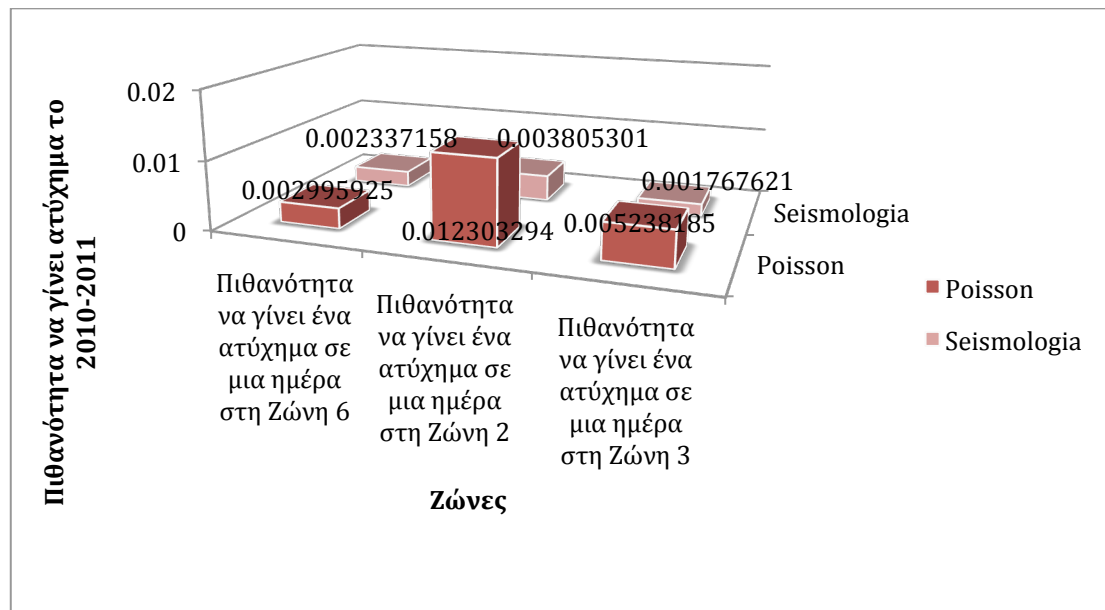 Πιθανότητα να γίνει ατύχημα το
2010-2011
0.02
0.01
0
0.002337158
0.003805301
0.001767621
0.002995925
0.012303294
0.005238185
Seismologia
Poisson
Πιθανότητα
να γίνει ένα
ατύχημα σε
μια ημέρα
στη Ζώνη 6
Πιθανότητα
να γίνει ένα
ατύχημα σε
μια ημέρα
στη Ζώνη 2
Πιθανότητα
να γίνει ένα
ατύχημα σε
μια ημέρα
στη Ζώνη 3
Ζώνες
Poisson
Seismologia